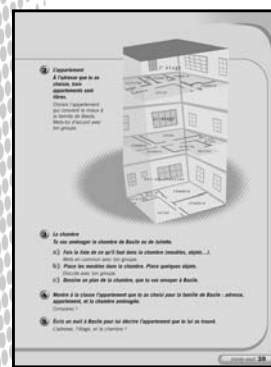 L'appartement
À l'adresse que tu as
choisie, trois
appartements sont
libres.
Choisis l'appartement
qui convient le mieux à
la famille de Basile.
Mets-toi d'accord avec
ton groupe.
2e étage
1er étage
La chambre
Tu vas aménager la chambre de Basile ou de Juliette.
a) Fais la liste de ce qu'il faut dans la chambre (meubles, objets...).
Mets en commun avec ton groupe.
b) Place les meubles dans la chambre. Place quelques objets.
Discute avec ton groupe.
c) Dessine un plan de la chambre, que tu vas envoyer à Basile.
Montre à la classe l'appartement que tu as choisi pour la famille de Basile : adresse,
appartement, et la chambre aménagée.
Comparez !
Écris un mail à Basile pour lui décrire l'appartement que tu lui as trouvé.
L'adresse, l'étage, et la chambre !